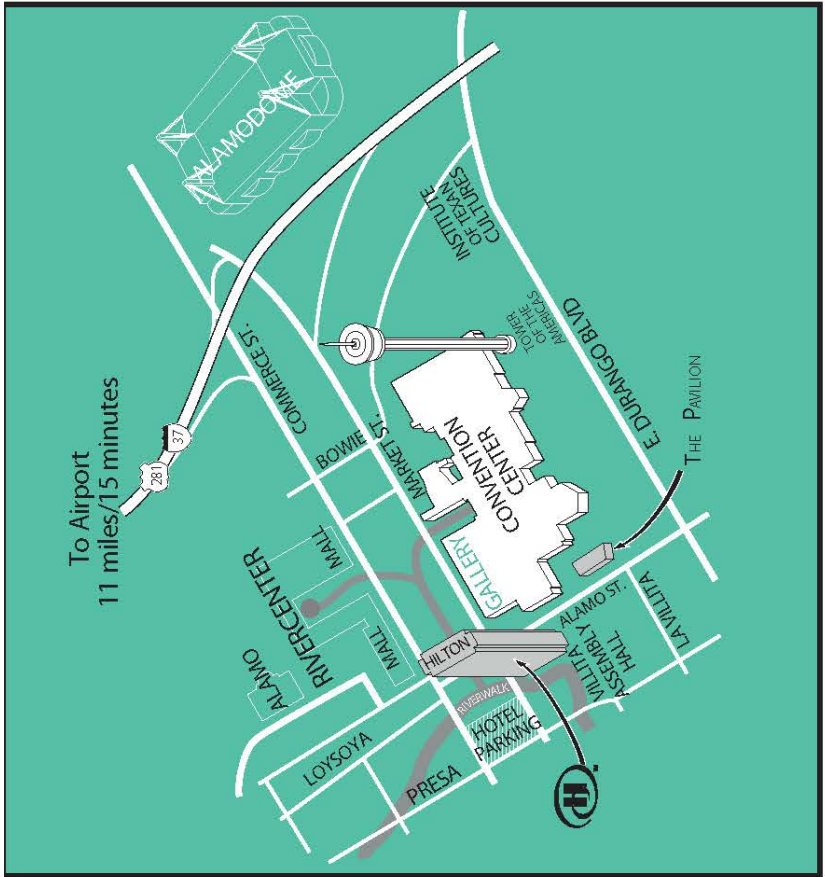 ALAMODOME
To Airport
11 miles/15 minutes
281
37
COMMERCE ST.
BOWIE
MARKET ST.
INSTITUTE
OF TEXAN
CULTURES
TOWER
OF THE
AMERICAS
E. DURANGO BLVD
THE PAVILION
CONVENTION
CENTER
GALLERY
RIVERCENTER
MALL
MALL
ALAMO
HILTON
ALAMO ST.
LA VILLITA
VILLITA
ASSEMBLY
HALL
RIVERWALK
HOTEL
PARKING
LOYSOYA
PRESA
H